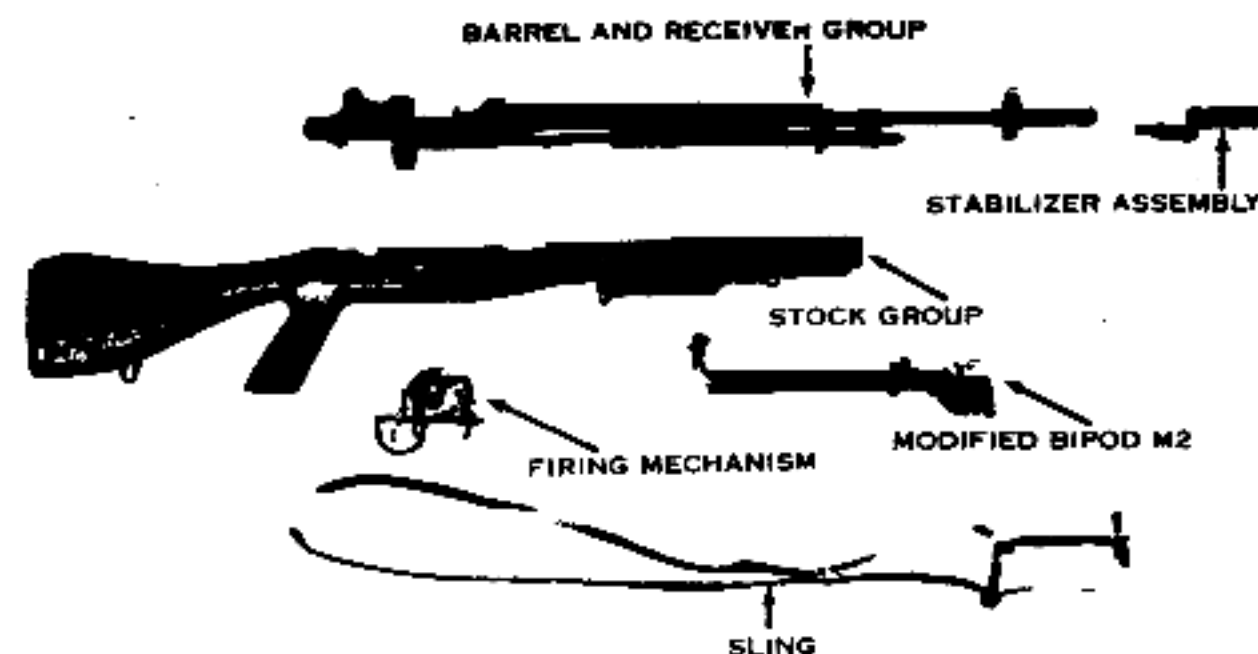 BARREL AND RECEIVER GROUP
STABILIZER ASSEMBLY
STOCK GROUP
MODIFIED BIPOD M2
FIRING MECHANISM
SLING